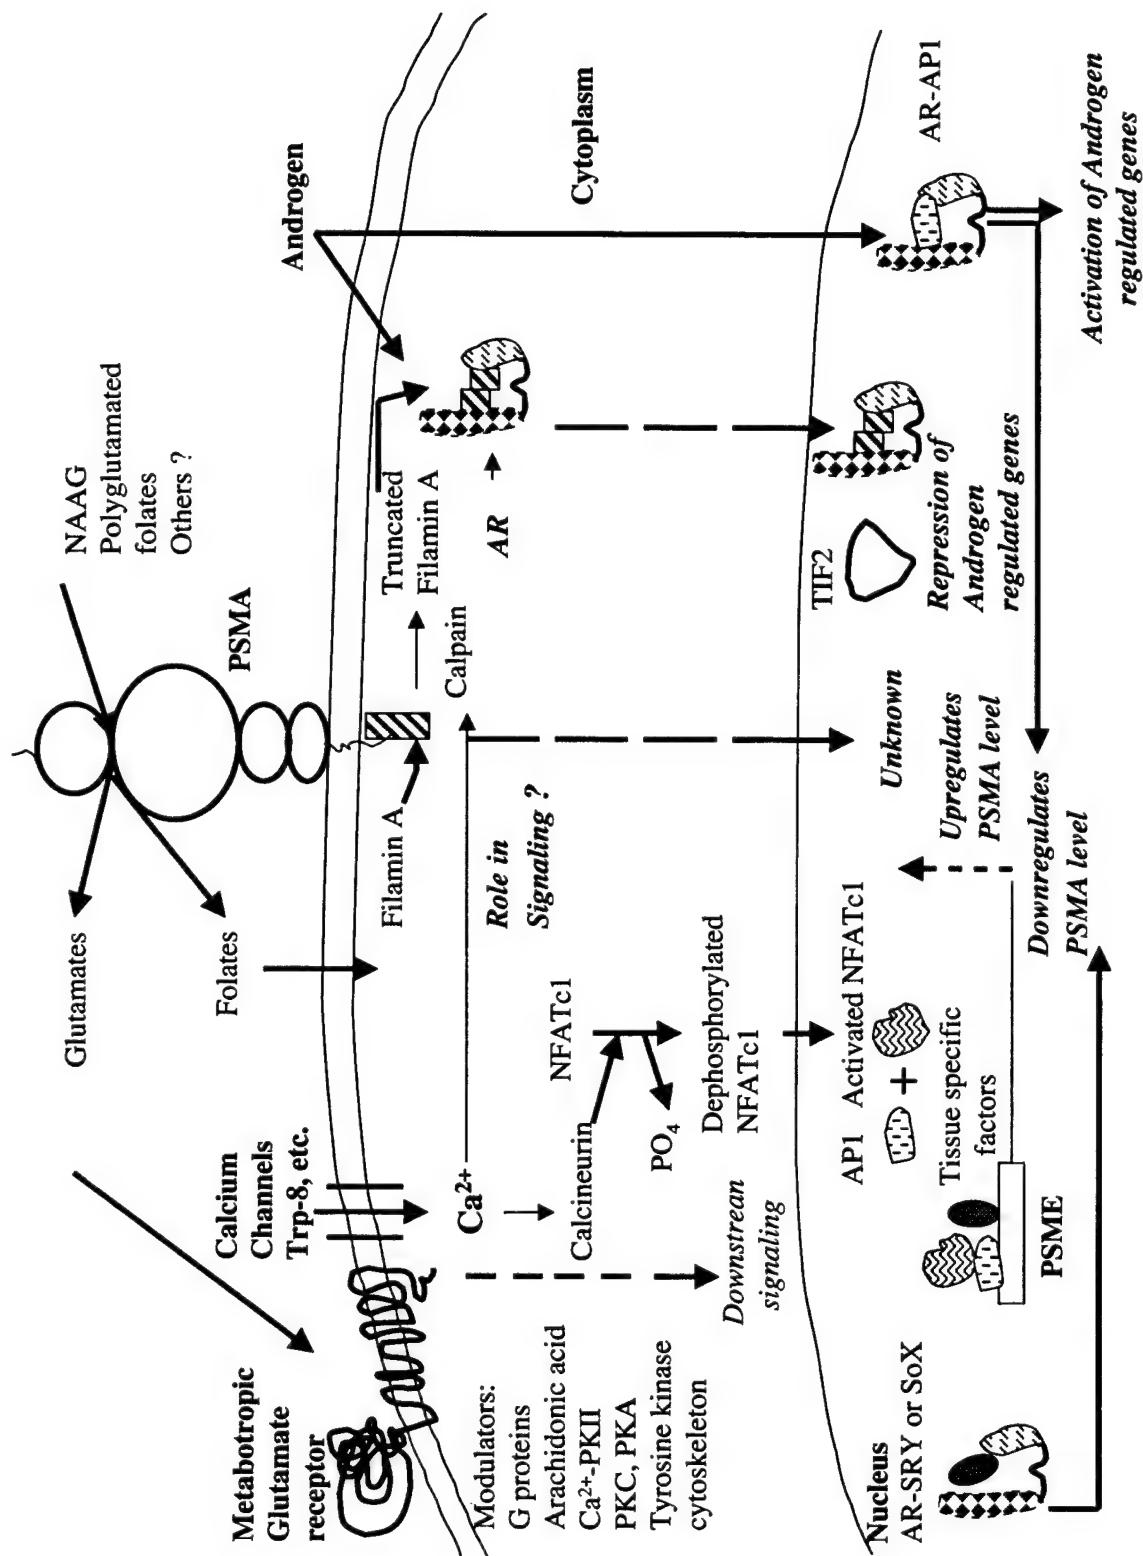 NAAG
Polyglutamated
folates
Others ?
PSMA
Glutamates
Folates
Androgen
Calcium
Channels
Trp-8, etc.
Metabotropic
Glutamate
receptor
Truncated
Filamin A
Filamin A
Calpain
AR
Cytoplasm
Ca²⁺
Role in
Signaling ?
Modulators:
G proteins
Arachidonic acid
Ca²⁺-PKII
PKC, PKA
Tyrosine kinase
cytoskeleton
Calcineurin
NFATc1
PO₄
Dephosphorylated
NFATc1
Downstrean
signaling
Nucleus
AR-SRY or SoX
AP1 Activated NFATc1
+
Tissue specific
factors
PSME
Unknown
Upregulates
PSMA level
Downregulates
PSMA level
TIF2
Repression of
Androgen
regulated genes
AR-AP1
Activation of Androgen
regulated genes